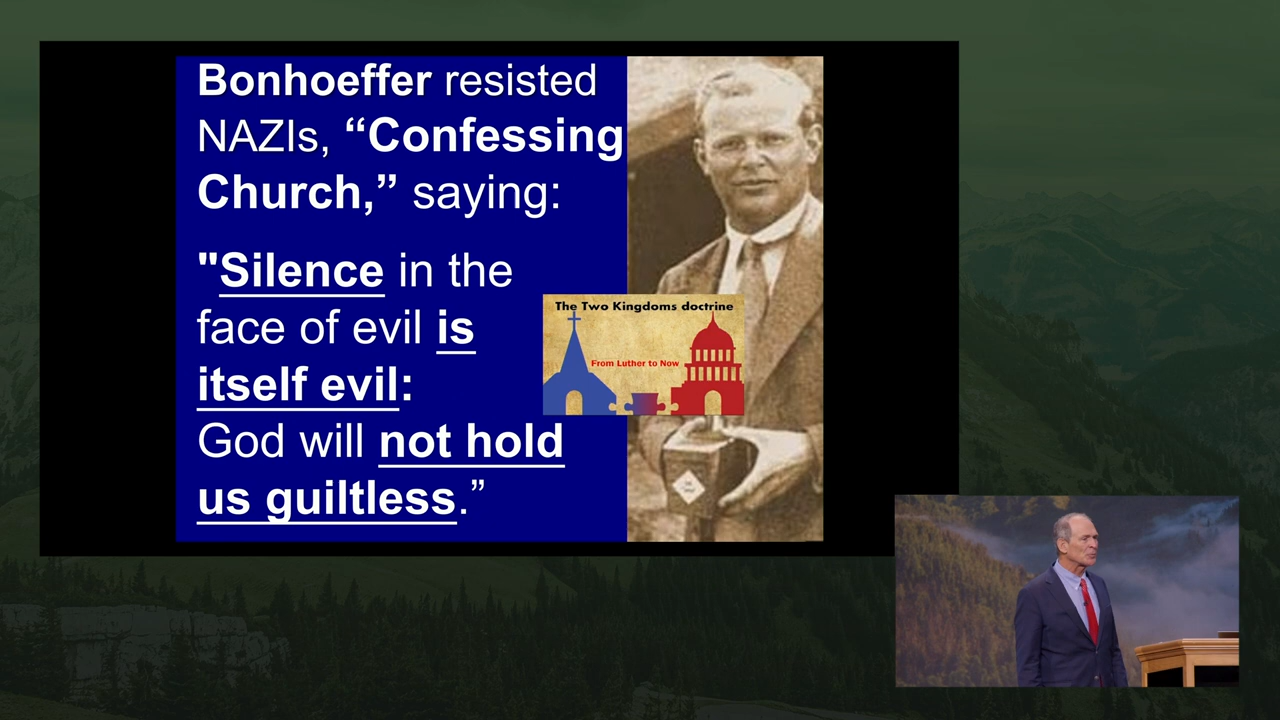 Bonhoeffer resisted
NAZIs, “Confessing
Church,” saying:
"Silence in the
face of evil is
itself evil:
God will not hold
us guiltless.”
The Two Kingdoms doctrine
From Luther to Now